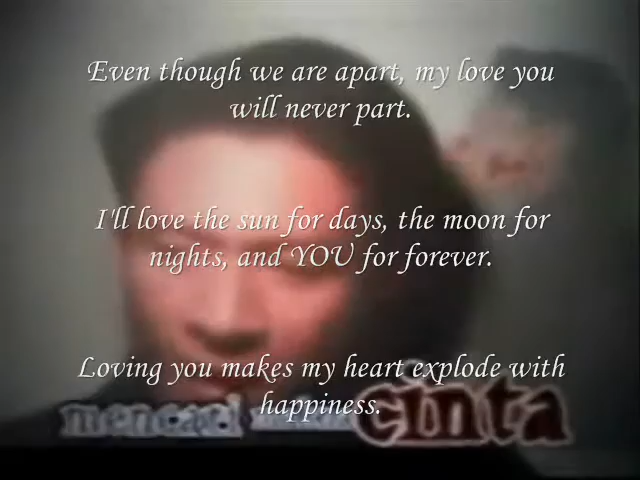 Even though we are apart, my love you
will never part.
I'll love the sun for days, the moon for
nights, and YOU for forever.
Loving you makes my heart explode with
happiness.
mencari cinta